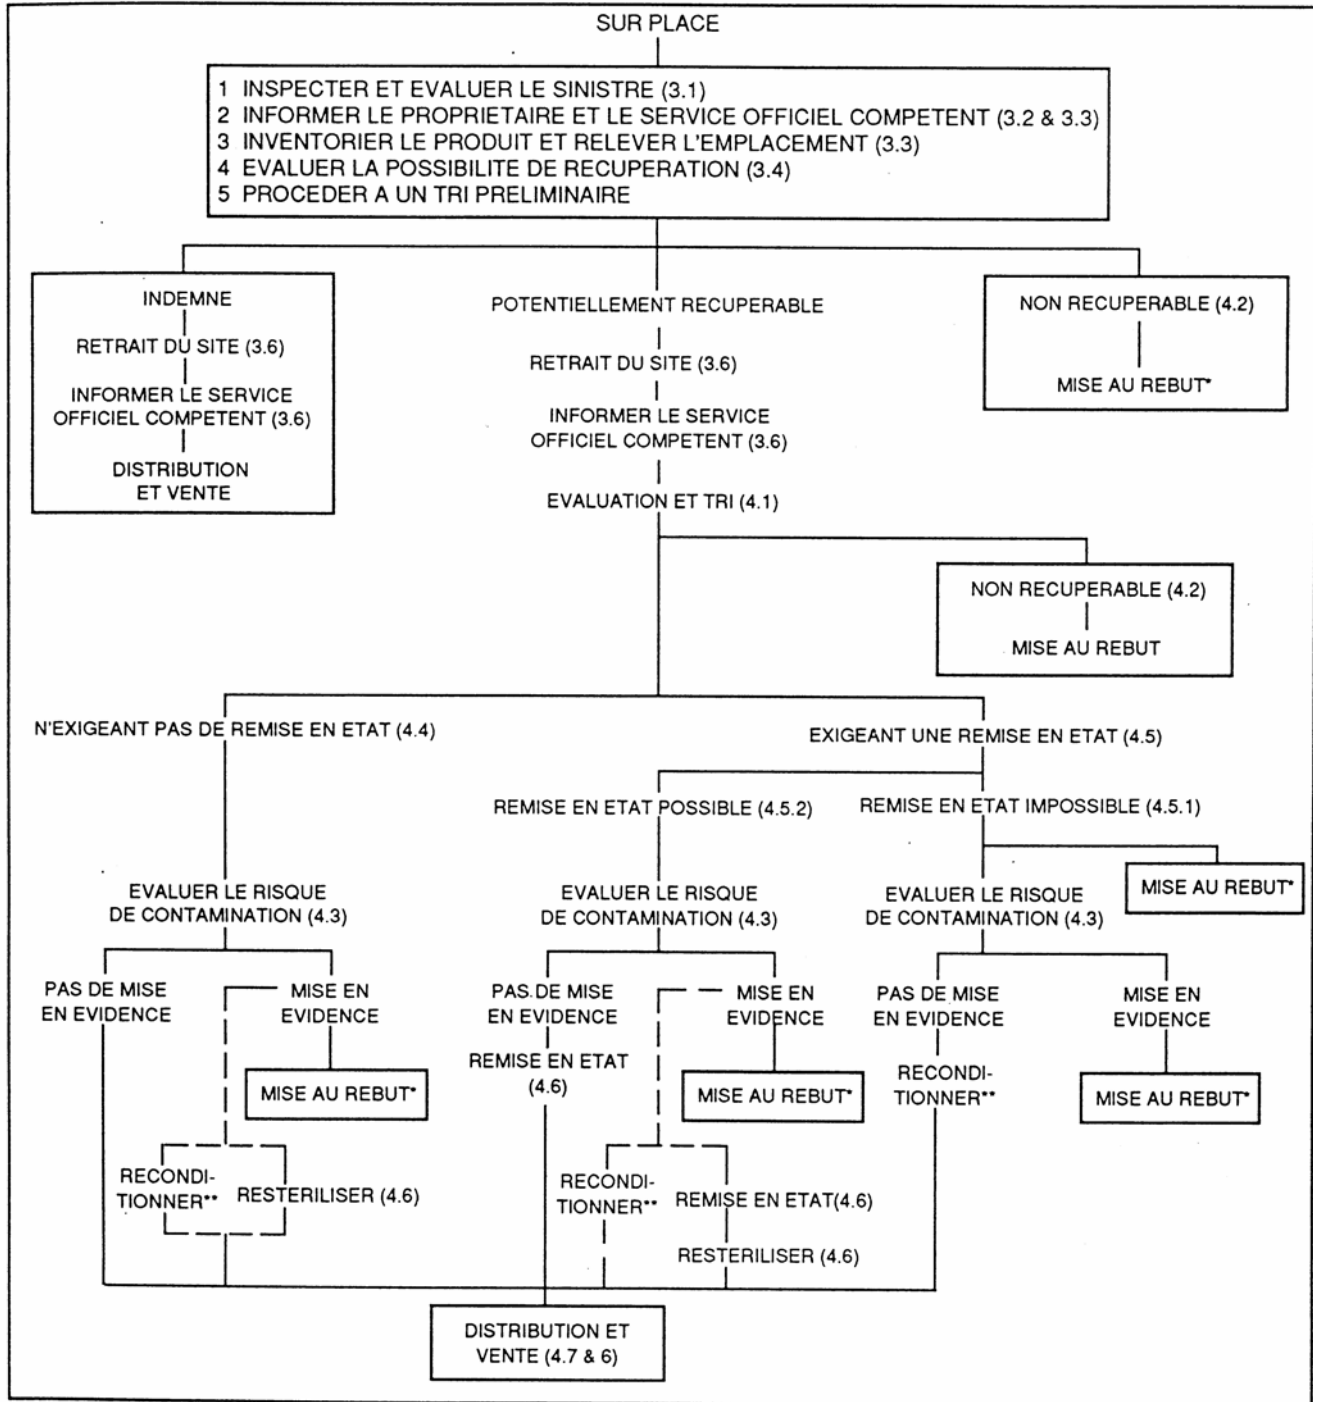 SUR PLACE
1 INSPECTER ET EVALUER LE SINISTRE (3.1)
2 INFORMER LE PROPRIETAIRE ET LE SERVICE OFFICIEL COMPETENT (3.2 & 3.3)
3 INVENTORIER LE PRODUIT ET RELEVER L'EMPLACEMENT (3.3)
4 EVALUER LA POSSIBILITE DE RECUPERATION (3.4)
5 PROCEDER A UN TRI PRELIMINAIRE
INDEMNE
RETRAIT DU SITE (3.6)
INFORMER LE SERVICE
OFFICIEL COMPETENT (3.6)
DISTRIBUTION
ET VENTE
POTENTIELLEMENT RECUPERABLE
RETRAIT DU SITE (3.6)
INFORMER LE SERVICE
OFFICIEL COMPETENT (3.6)
EVALUATION ET TRI (4.1)
NON RECUPERABLE (4.2)
MISE AU REBUT*
NON RECUPERABLE (4.2)
MISE AU REBUT
N'EXIGEANT PAS DE REMISE EN ETAT (4.4)
EXIGEANT UNE REMISE EN ETAT (4.5)
REMISE EN ETAT POSSIBLE (4.5.2)
REMISE EN ETAT IMPOSSIBLE (4.5.1)
MISE AU REBUT*
EVALUER LE RISQUE
DE CONTAMINATION (4.3)
EVALUER LE RISQUE
DE CONTAMINATION (4.3)
EVALUER LE RISQUE
DE CONTAMINATION (4.3)
PAS DE MISE
EN EVIDENCE
MISE EN
EVIDENCE
MISE AU REBUT*
RECONDI-
TIONNER**
RESTERILISER (4.6)
PAS DE MISE
EN EVIDENCE
REMISE EN ETAT
(4.6)
MISE EN
EVIDENCE
MISE AU REBUT*
RECONDI-
TIONNER**
REMISE EN ETAT(4.6)
RESTERILISER (4.6)
PAS DE MISE
EN EVIDENCE
RECONDI-
TIONNER**
MISE EN
EVIDENCE
MISE AU REBUT*
DISTRIBUTION ET
VENTE (4.7 & 6)